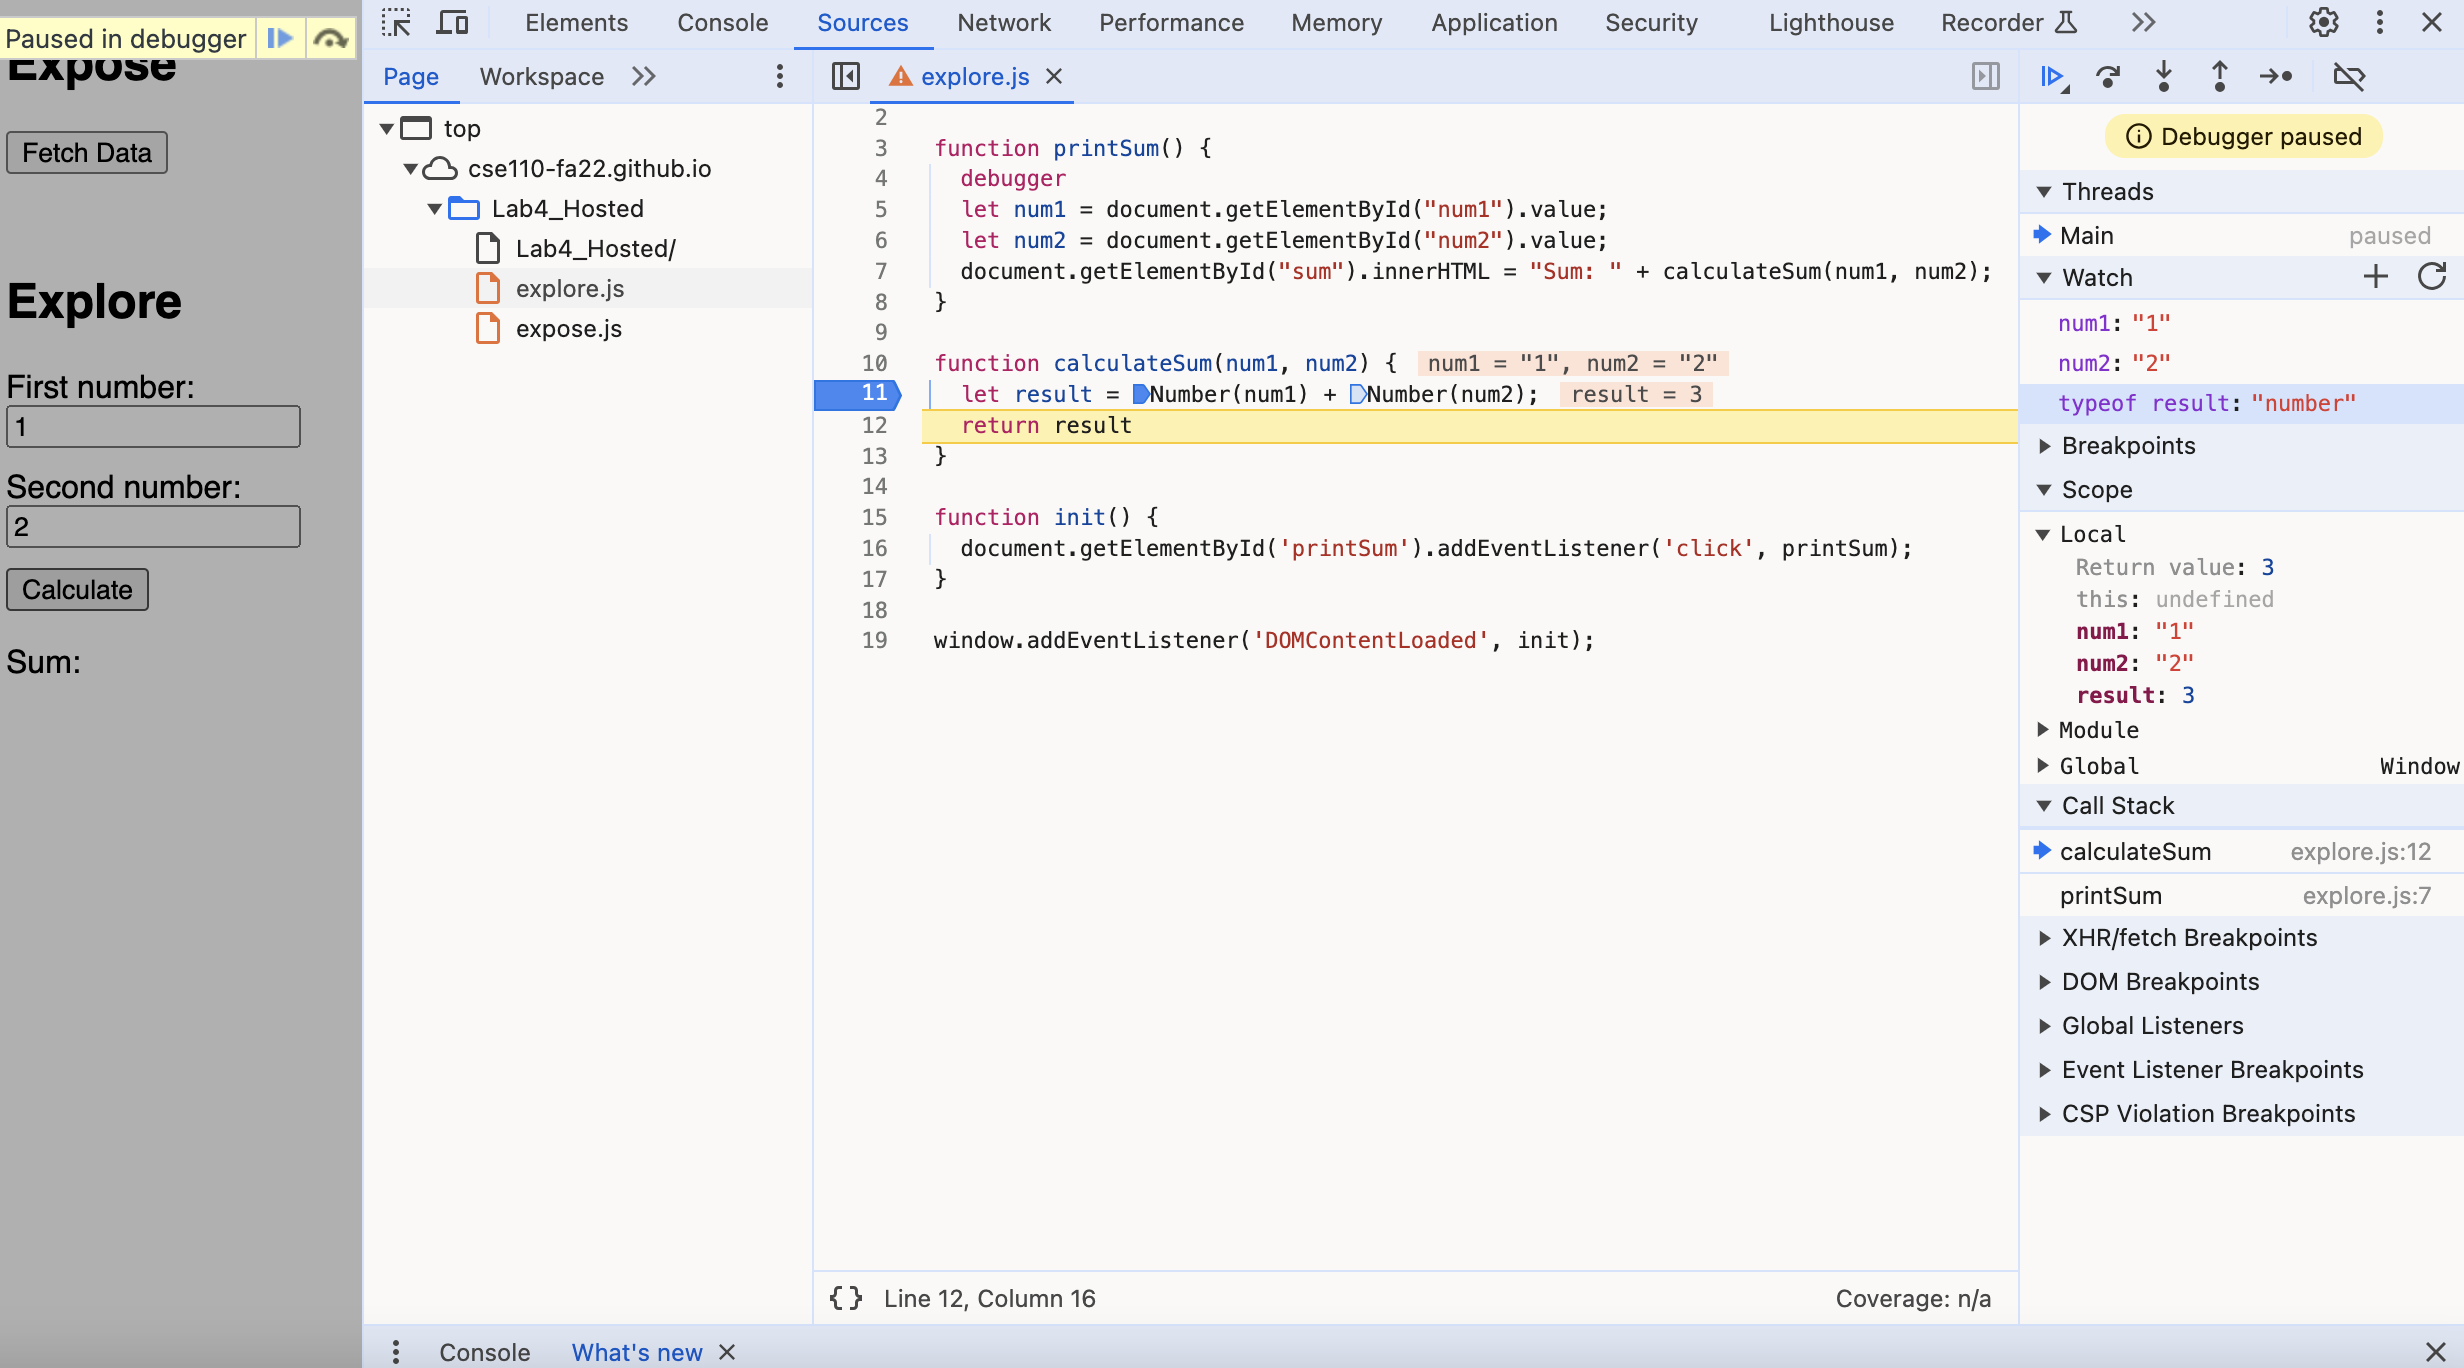 Paused in debugger
Expose
Fetch Data
Explore
First number:
1
Second number:
2
Calculate
Sum:
Elements Console Sources Network Performance Memory Application Security Lighthouse Recorder
Page Workspace
top
cse110-fa22.github.io
Lab4_Hosted
Lab4_Hosted/
explore.js
expose.js
explore.js
2
3 function printSum() {
4 debugger
5 let num1 = document.getElementById("num1").value;
6 let num2 = document.getElementById("num2").value;
7 document.getElementById("sum").innerHTML = "Sum: " + calculateSum(num1, num2);
8 }
9
10 function calculateSum(num1, num2) { num1 = "1", num2 = "2"
11 let result = Number(num1) + Number(num2); result = 3
12 return result
13 }
14
15 function init() {
16 document.getElementById('printSum').addEventListener('click', printSum);
17 }
18
19 window.addEventListener('DOMContentLoaded', init);
{} Line 12, Column 16 Coverage: n/a
Debugger paused
Threads
Main paused
Watch
num1: "1"
num2: "2"
typeof result: "number"
Breakpoints
Scope
Local
Return value: 3
this: undefined
num1: "1"
num2: "2"
result: 3
Module
Global Window
Call Stack
calculateSum explore.js:12
printSum explore.js:7
XHR/fetch Breakpoints
DOM Breakpoints
Global Listeners
Event Listener Breakpoints
CSP Violation Breakpoints
Console What's new